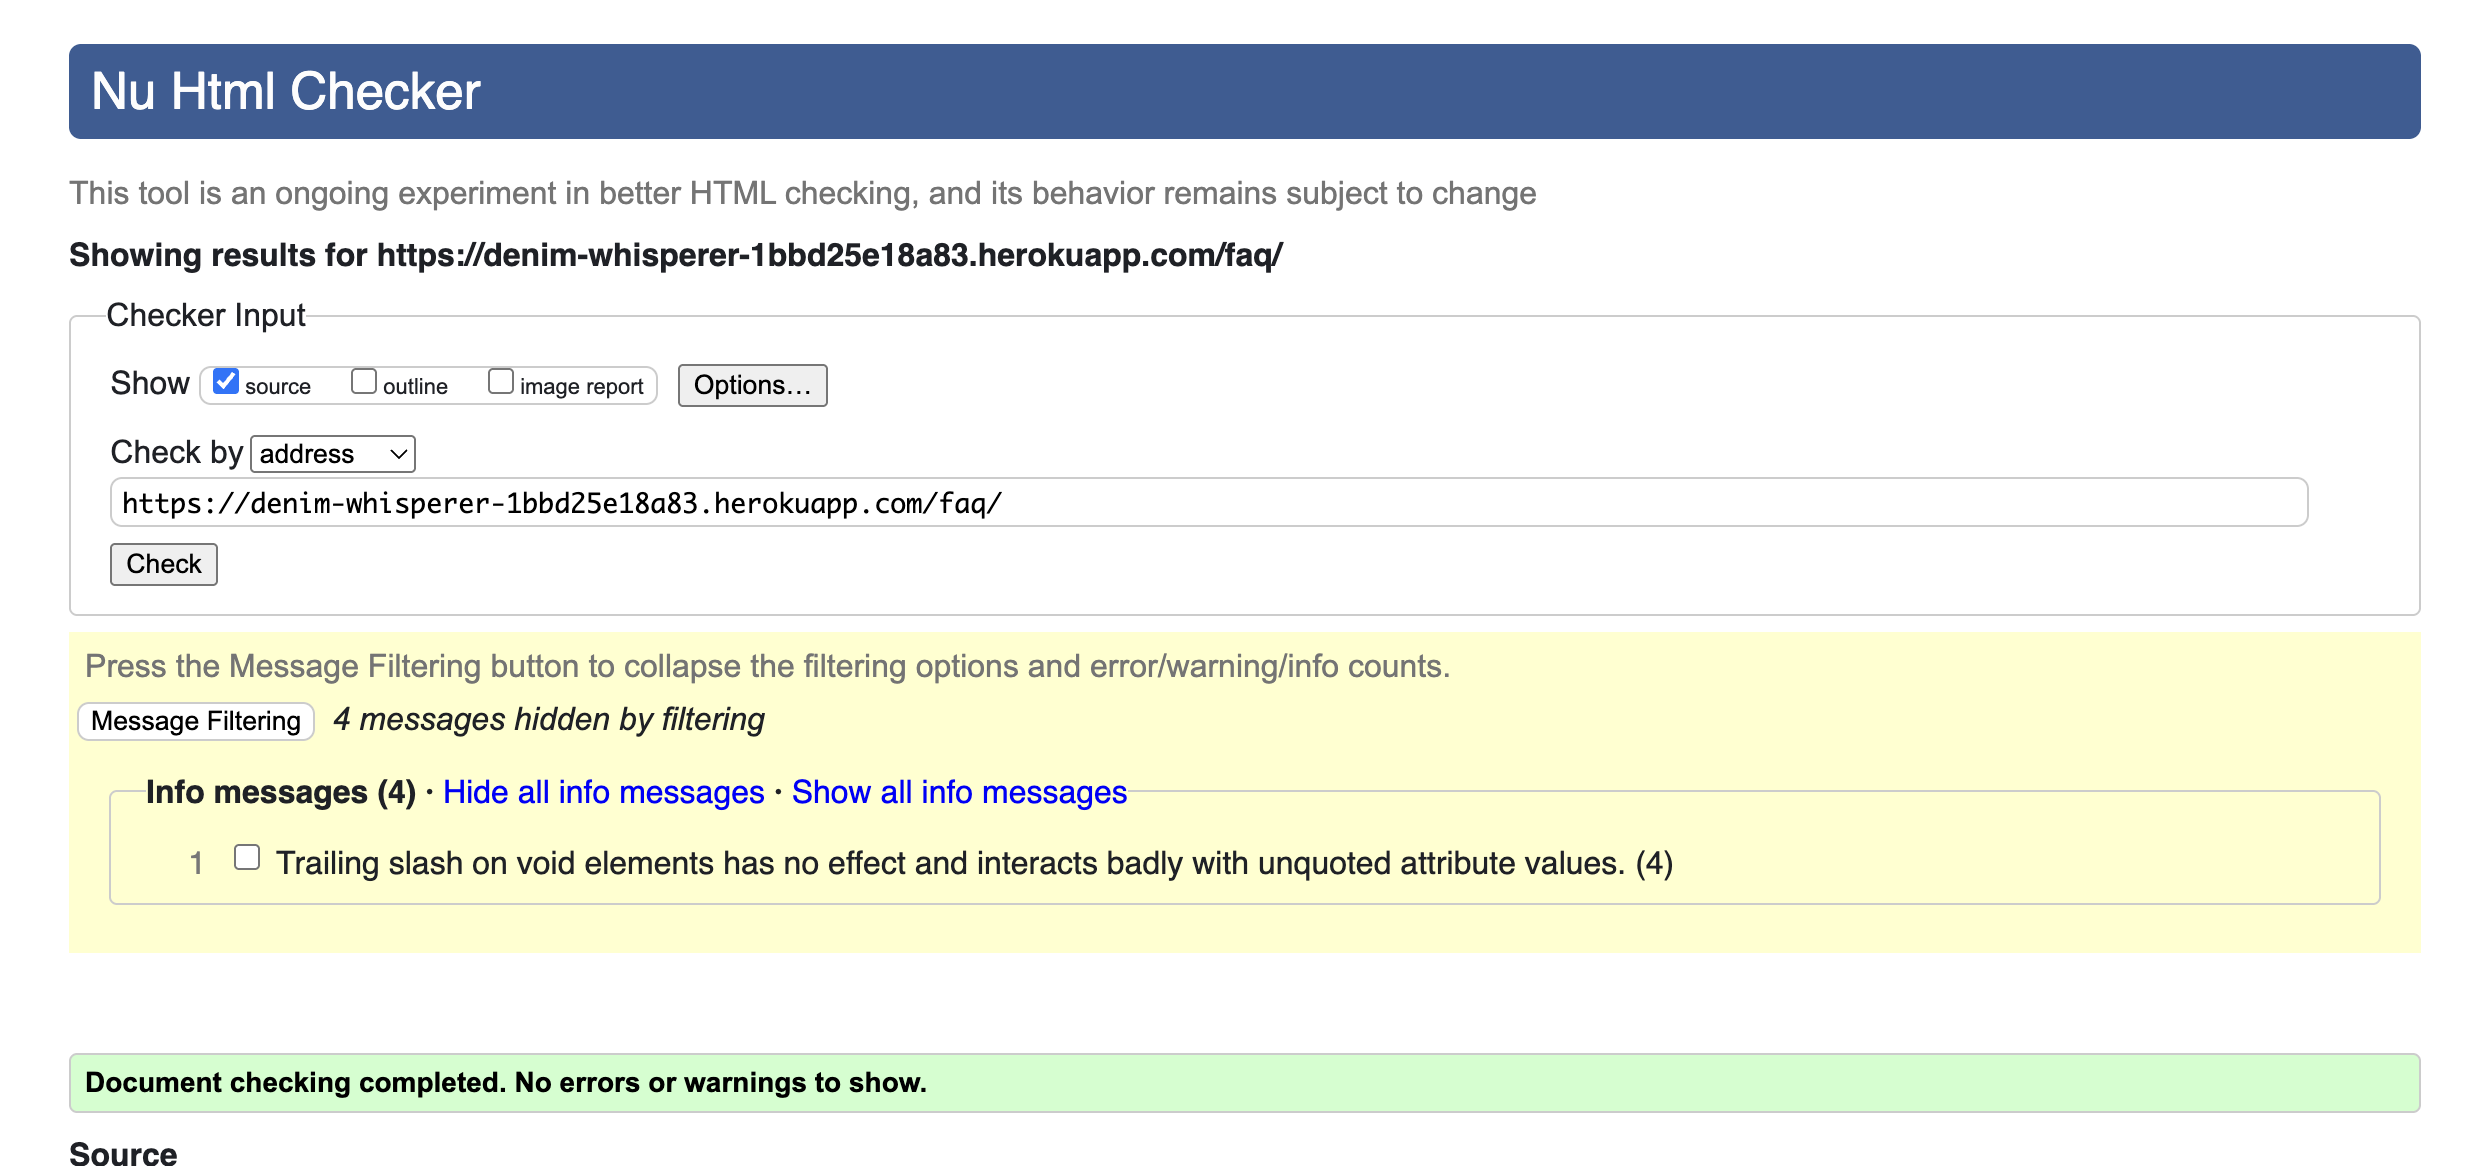 Nu Html Checker
This tool is an ongoing experiment in better HTML checking, and its behavior remains subject to change
Showing results for https://denim-whisperer-1bbd25e18a83.herokuapp.com/faq/
Checker Input
Show source outline image report Options…
Check by address
https://denim-whisperer-1bbd25e18a83.herokuapp.com/faq/
Check
Press the Message Filtering button to collapse the filtering options and error/warning/info counts.
Message Filtering 4 messages hidden by filtering
Info messages (4) · Hide all info messages · Show all info messages
1 Trailing slash on void elements has no effect and interacts badly with unquoted attribute values. (4)
Document checking completed. No errors or warnings to show.
Source